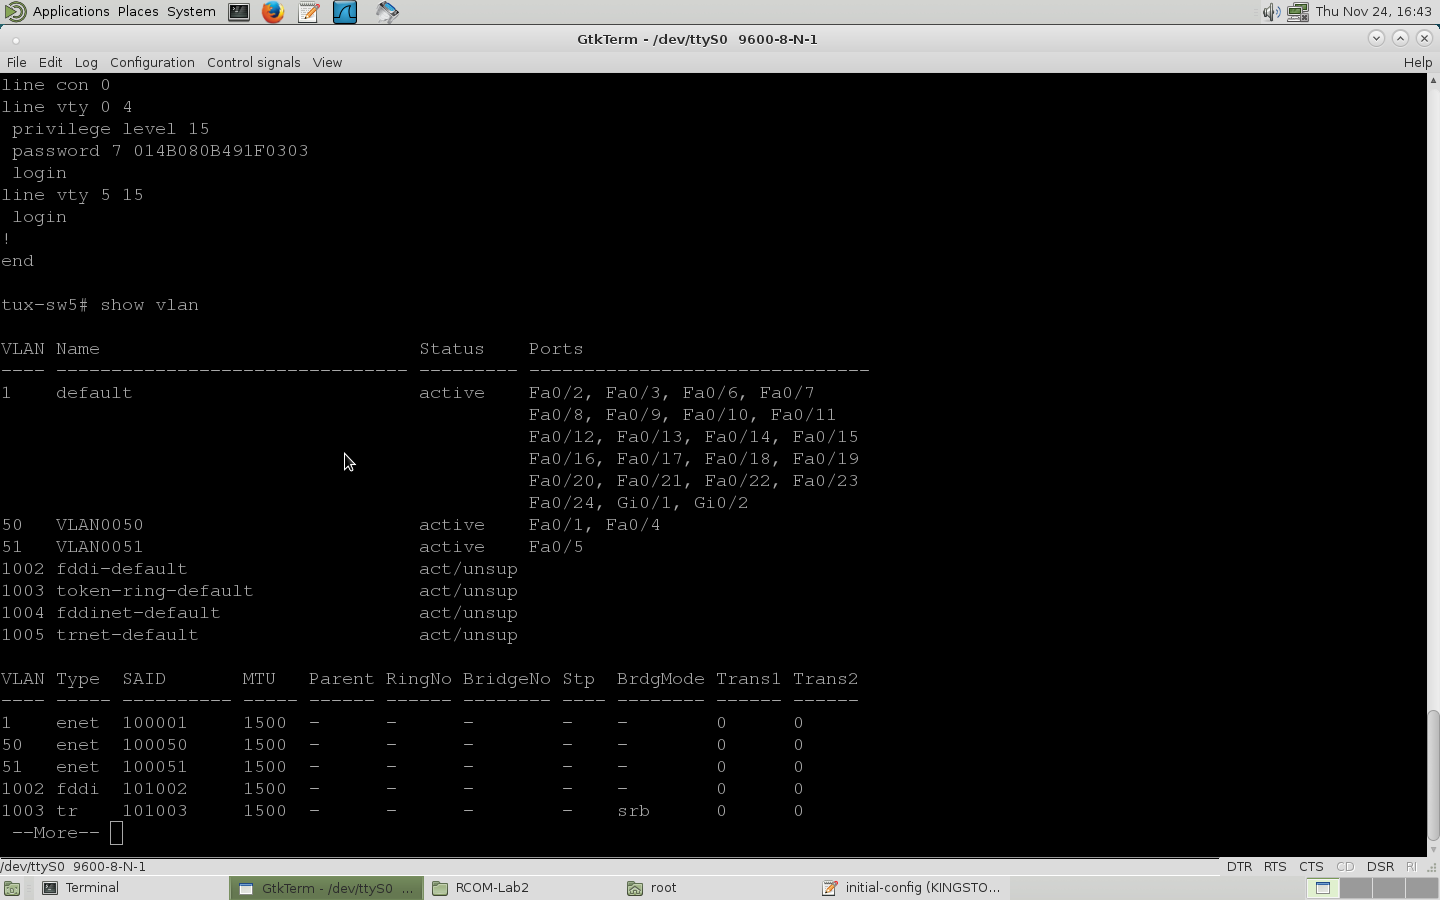 Applications Places System Thu Nov 24, 16:43
GtkTerm - /dev/ttyS0 9600-8-N-1
File Edit Log Configuration Control signals View Help
line con 0
line vty 0 4
 privilege level 15
 password 7 014B080B491F0303
 login
line vty 5 15
 login
!
end
tux-sw5# show vlan
VLAN Name                             Status    Ports
---- -------------------------------- --------- -------------------------------
1    default                          active    Fa0/2, Fa0/3, Fa0/6, Fa0/7
                                                Fa0/8, Fa0/9, Fa0/10, Fa0/11
                                                Fa0/12, Fa0/13, Fa0/14, Fa0/15
                                                Fa0/16, Fa0/17, Fa0/18, Fa0/19
                                                Fa0/20, Fa0/21, Fa0/22, Fa0/23
                                                Fa0/24, Gi0/1, Gi0/2
50   VLAN0050                         active    Fa0/1, Fa0/4
51   VLAN0051                         active    Fa0/5
1002 fddi-default                     act/unsup
1003 token-ring-default               act/unsup
1004 fddinet-default                  act/unsup
1005 trnet-default                    act/unsup
VLAN Type  SAID       MTU   Parent RingNo BridgeNo Stp  BrdgMode Trans1 Trans2
---- ----- ---------- ----- ------ ------ -------- ---- -------- ------ ------
1    enet  100001     1500  -      -      -        -    -        0      0
50   enet  100050     1500  -      -      -        -    -        0      0
51   enet  100051     1500  -      -      -        -    -        0      0
1002 fddi  101002     1500  -      -      -        -    -        0      0
1003 tr    101003     1500  -      -      -        -    srb      0      0
 --More--
/dev/ttyS0 9600-8-N-1 DTR RTS CTS CD DSR RI
Terminal GtkTerm - /dev/ttyS0 ... RCOM-Lab2 root initial-config (KINGSTO...